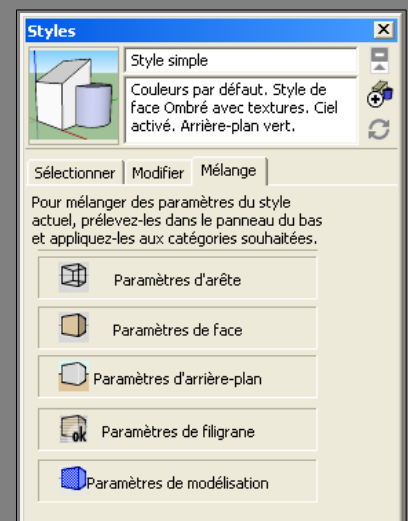 Styles
Style simple
Couleurs par défaut. Style de
face Ombré avec textures. Ciel
activé. Arrière-plan vert.
Sélectionner Modifier Mélange
Pour mélanger des paramètres du style
actuel, prélevez-les dans le panneau du bas
et appliquez-les aux catégories souhaitées.
Paramètres d'arête
Paramètres de face
Paramètres d'arrière-plan
ok Paramètres de filigrane
Paramètres de modélisation